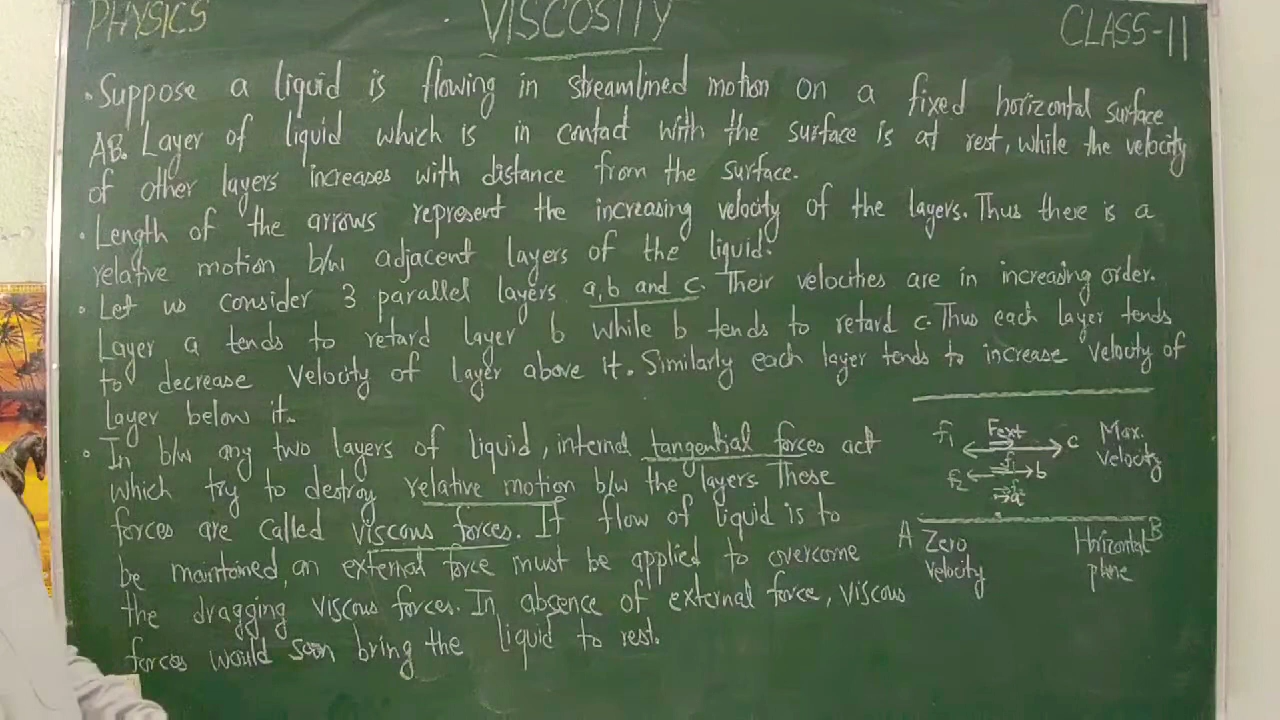 PHYSICS VISCOSITY CLASS-11
• Suppose a liquid is flowing in streamlined motion on a fixed horizontal surface
AB. Layer of liquid which is in contact with the surface is at rest, while the velocity
of other layers increases with distance from the surface.
• Length of the arrows represent the increasing velocity of the layers. Thus there is a
relative motion b/w adjacent layers of the liquid.
• Let us consider 3 parallel layers a, b and c. Their velocities are in increasing order.
Layer a tends to retard layer b while b tends to retard c. Thus each layer tends
to decrease velocity of layer above it. Similarly each layer tends to increase velocity of
layer below it.
• In b/w any two layers of liquid, internal tangential forces act
which try to destroy relative motion b/w the layers These
forces are called viscous forces. If flow of liquid is to
be maintained, an external force must be applied to overcome
the dragging viscous forces. In absence of external force, viscous
forces would soon bring the liquid to rest.
f₁ Fext c Max.
velocity
f₂ f₁ b
f₂
a
A Zero Horizontal B
velocity plane